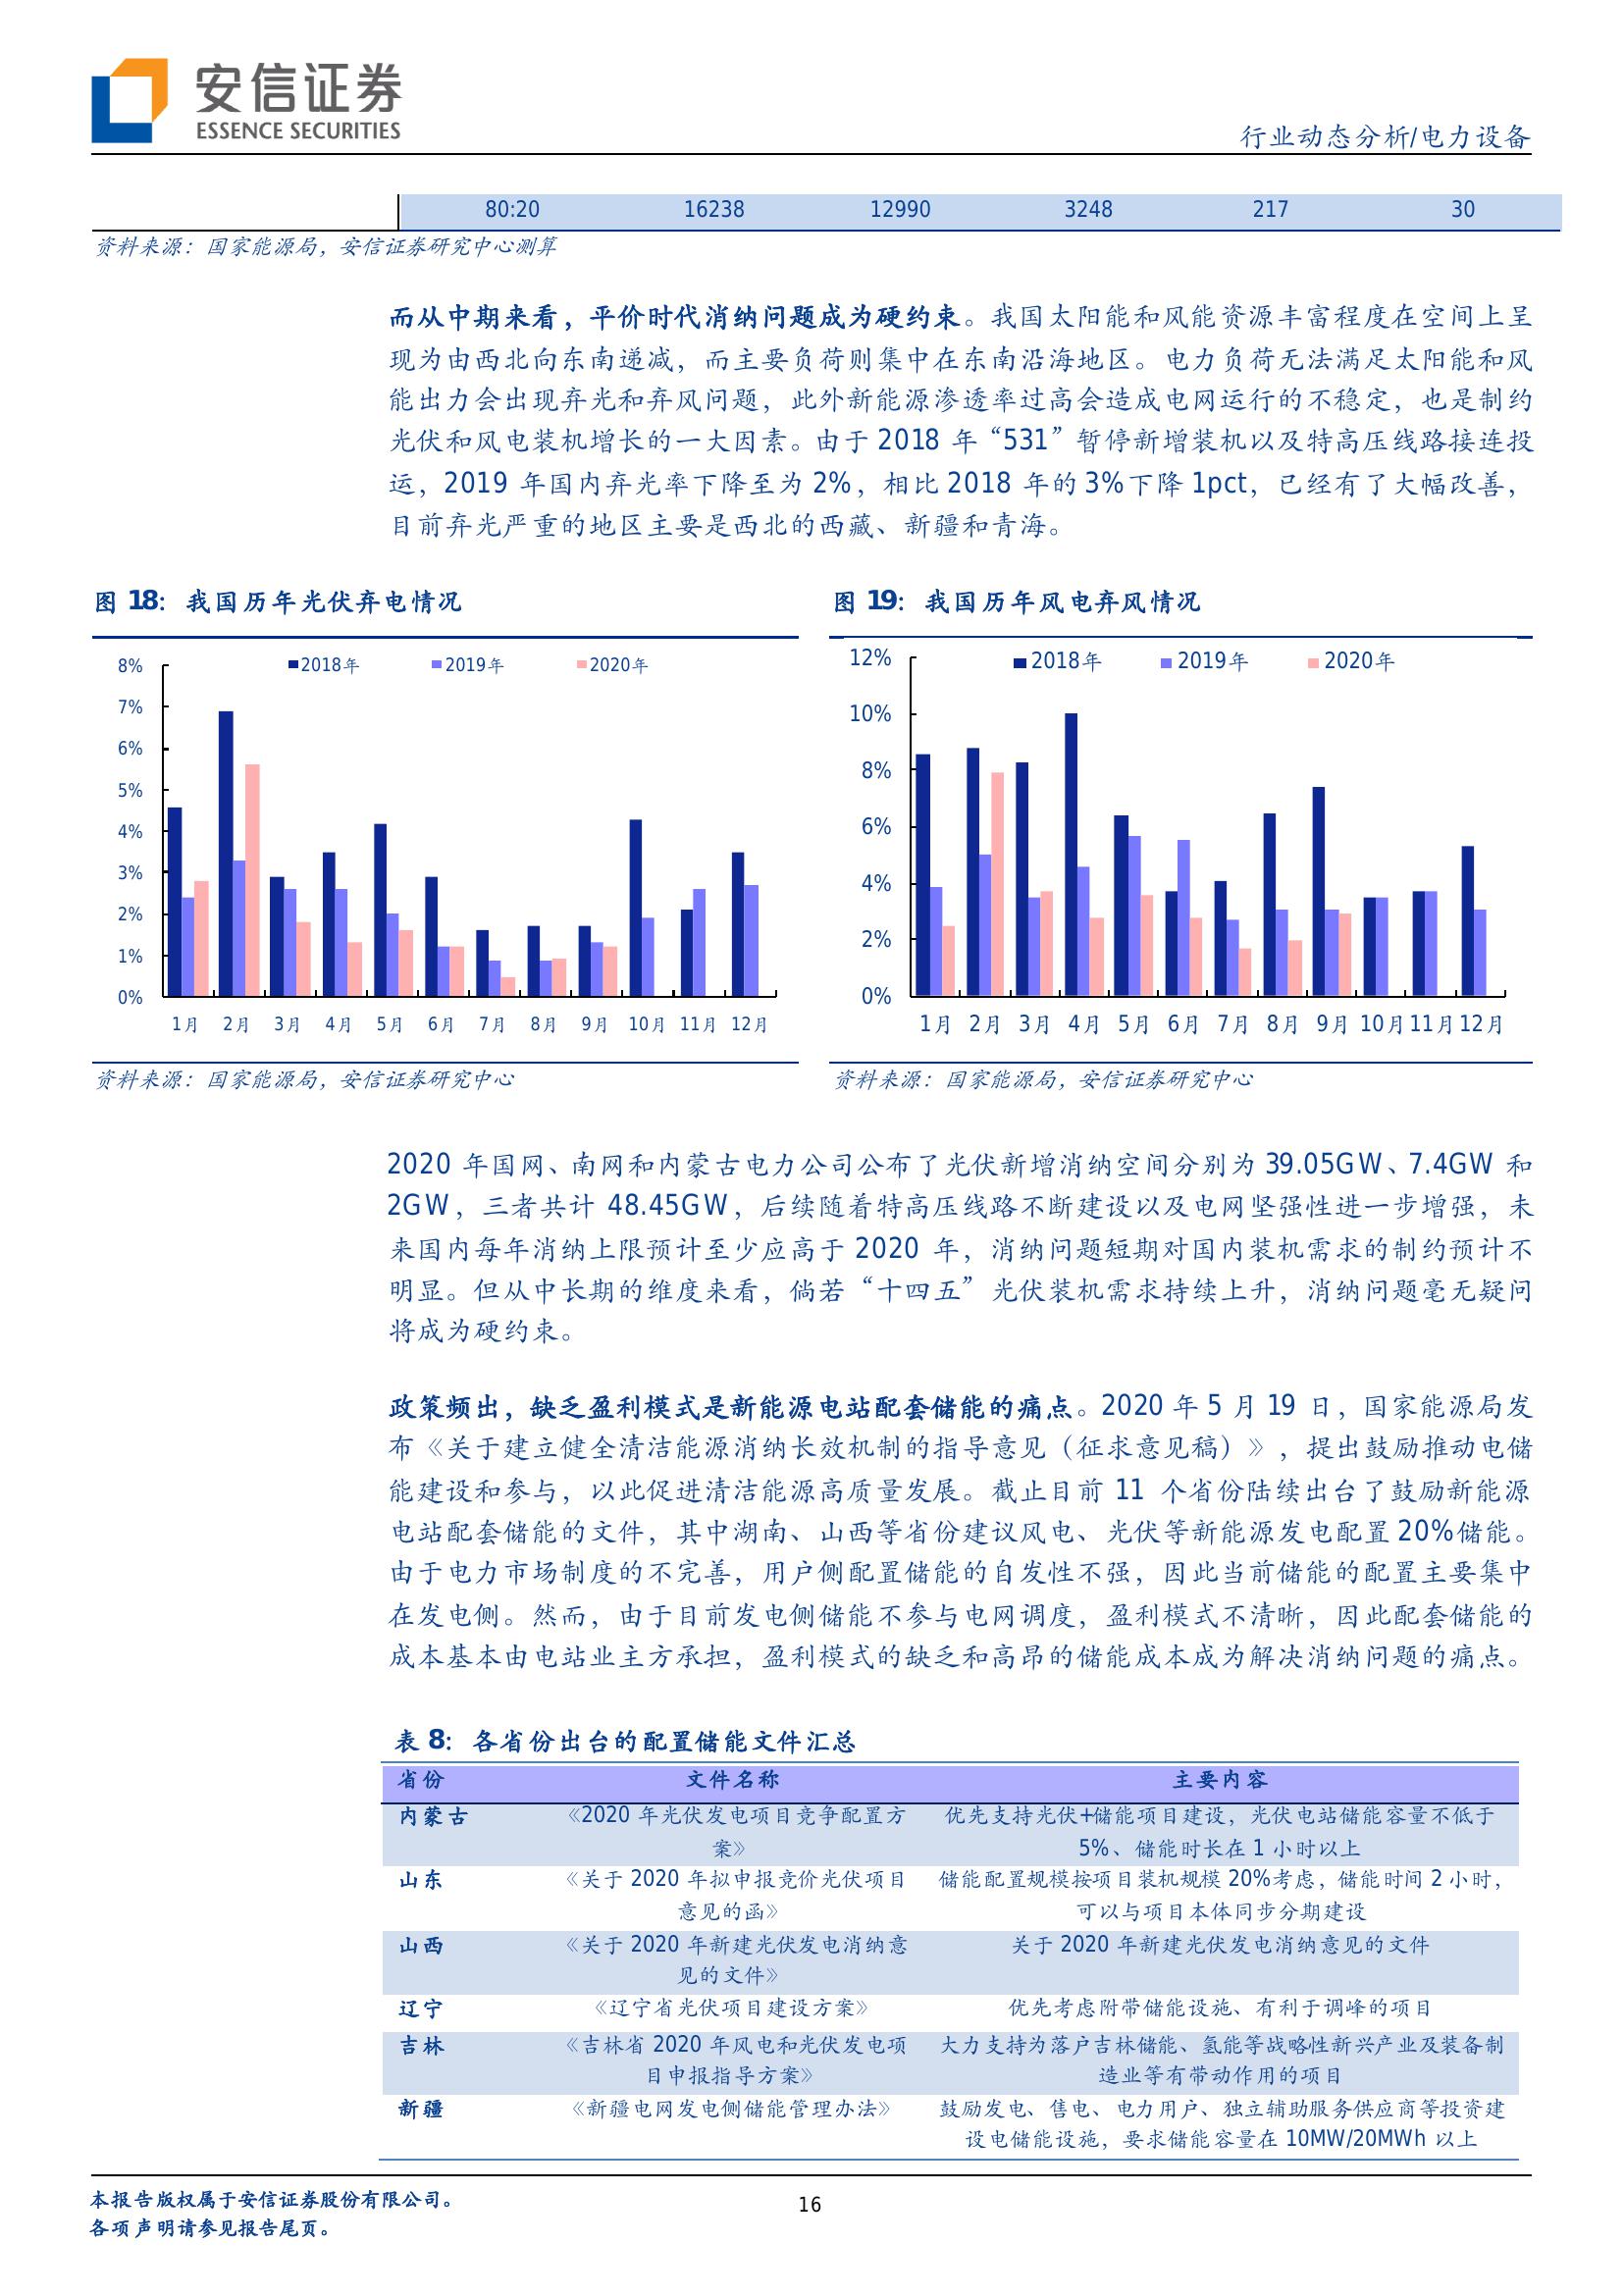 安信证券
ESSENCE SECURITIES
行业动态分析/电力设备
80:20 16238 12990 3248 217 30
资料来源：国家能源局，安信证券研究中心测算
而从中期来看，平价时代消纳问题成为硬约束。我国太阳能和风能资源丰富程度在空间上呈
现为由西北向东南递减，而主要负荷则集中在东南沿海地区。电力负荷无法满足太阳能和风
能出力会出现弃光和弃风问题，此外新能源渗透率过高会造成电网运行的不稳定，也是制约
光伏和风电装机增长的一大因素。由于 2018 年“531”暂停新增装机以及特高压线路接连投
运，2019 年国内弃光率下降至为 2%，相比 2018 年的 3%下降 1pct，已经有了大幅改善，
目前弃光严重的地区主要是西北的西藏、新疆和青海。
图 18：我国历年光伏弃电情况
2018年 2019年 2020年
8%
7%
6%
5%
4%
3%
2%
1%
0%
1月 2月 3月 4月 5月 6月 7月 8月 9月 10月 11月 12月
资料来源：国家能源局，安信证券研究中心
图 19：我国历年风电弃风情况
2018年 2019年 2020年
12%
10%
8%
6%
4%
2%
0%
1月 2月 3月 4月 5月 6月 7月 8月 9月 10月 11月 12月
资料来源：国家能源局，安信证券研究中心
2020 年国网、南网和内蒙古电力公司公布了光伏新增消纳空间分别为 39.05GW、7.4GW 和
2GW，三者共计 48.45GW，后续随着特高压线路不断建设以及电网坚强性进一步增强，未
来国内每年消纳上限预计至少应高于 2020 年，消纳问题短期对国内装机需求的制约预计不
明显。但从中长期的维度来看，倘若“十四五”光伏装机需求持续上升，消纳问题毫无疑问
将成为硬约束。
政策频出，缺乏盈利模式是新能源电站配套储能的痛点。2020 年 5 月 19 日，国家能源局发
布《关于建立健全清洁能源消纳长效机制的指导意见（征求意见稿）》，提出鼓励推动电储
能建设和参与，以此促进清洁能源高质量发展。截止目前 11 个省份陆续出台了鼓励新能源
电站配套储能的文件，其中湖南、山西等省份建议风电、光伏等新能源发电配置 20%储能。
由于电力市场制度的不完善，用户侧配置储能的自发性不强，因此当前储能的配置主要集中
在发电侧。然而，由于目前发电侧储能不参与电网调度，盈利模式不清晰，因此配套储能的
成本基本由电站业主方承担，盈利模式的缺乏和高昂的储能成本成为解决消纳问题的痛点。
表 8：各省份出台的配置储能文件汇总
省份 文件名称 主要内容
内蒙古 《2020 年光伏发电项目竞争配置方 优先支持光伏+储能项目建设，光伏电站储能容量不低于
案》 5%、储能时长在 1 小时以上
山东 《关于 2020 年拟申报竞价光伏项目 储能配置规模按项目装机规模 20%考虑，储能时间 2 小时，
意见的函》 可以与项目本体同步分期建设
山西 《关于 2020 年新建光伏发电消纳意 关于 2020 年新建光伏发电消纳意见的文件
见的文件》
辽宁 《辽宁省光伏项目建设方案》 优先考虑附带储能设施、有利于调峰的项目
吉林 《吉林省 2020 年风电和光伏发电项 大力支持为落户吉林储能、氢能等战略性新兴产业及装备制
目申报指导方案》 造业等有带动作用的项目
新疆 《新疆电网发电侧储能管理办法》 鼓励发电、售电、电力用户、独立辅助服务供应商等投资建
设电储能设施，要求储能容量在 10MW/20MWh 以上
本报告版权属于安信证券股份有限公司。
各项声明请参见报告尾页。
16